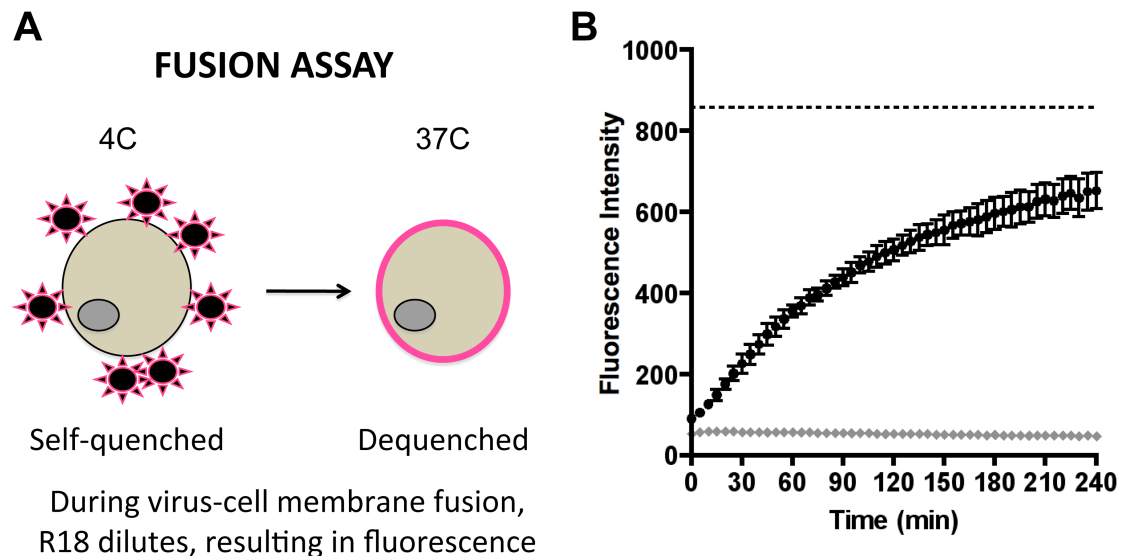 A
FUSION ASSAY
4C
37C
Self-quenched
Dequenched
During virus-cell membrane fusion,
R18 dilutes, resulting in fluorescence
B
Fluorescence Intensity
1000
800
600
400
200
0
0 30 60 90 120 150 180 210 240
Time (min)